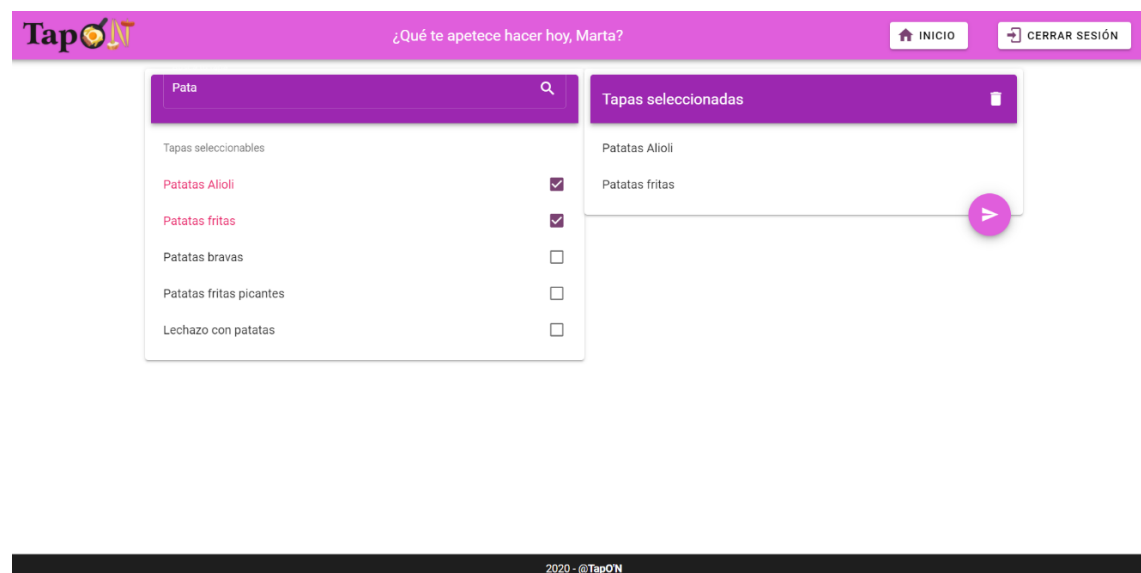 Tap🍳'N
¿Qué te apetece hacer hoy, Marta?
INICIO
CERRAR SESIÓN
Pata
Tapas seleccionables
Patatas Alioli
Patatas fritas
Patatas bravas
Patatas fritas picantes
Lechazo con patatas
Tapas seleccionadas
Patatas Alioli
Patatas fritas
2020 - @TapO'N